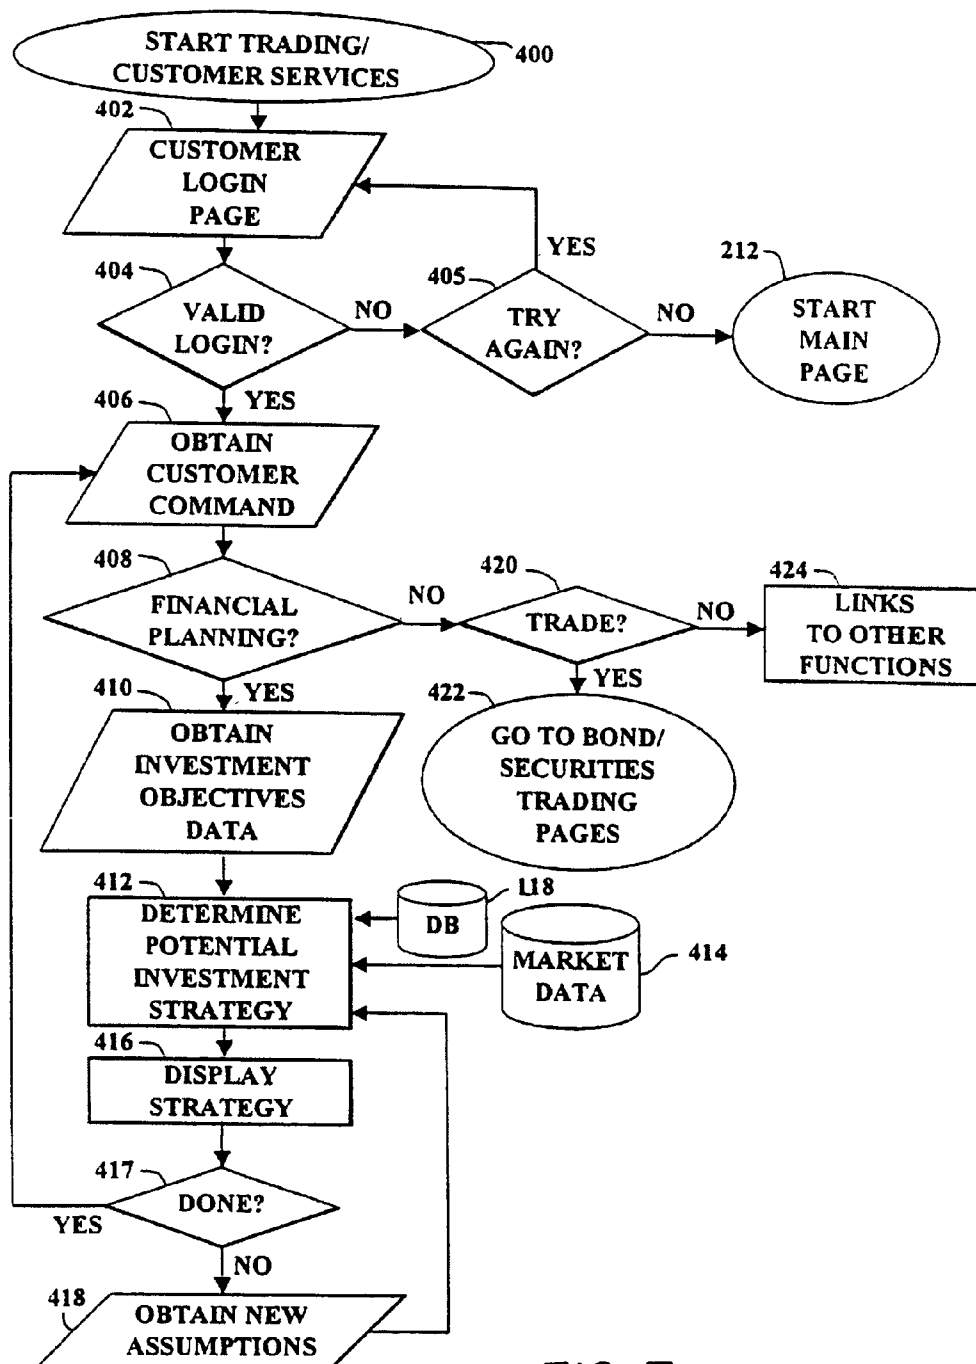 START TRADING/
CUSTOMER SERVICES
400
402
CUSTOMER
LOGIN
PAGE
YES
404
VALID
LOGIN?
NO
405
TRY
AGAIN?
NO
212
START
MAIN
PAGE
YES
406
OBTAIN
CUSTOMER
COMMAND
408
FINANCIAL
PLANNING?
NO
420
TRADE?
NO
424
LINKS
TO OTHER
FUNCTIONS
YES
YES
410
OBTAIN
INVESTMENT
OBJECTIVES
DATA
422
GO TO BOND/
SECURITIES
TRADING
PAGES
412
DETERMINE
POTENTIAL
INVESTMENT
STRATEGY
118
DB
MARKET
DATA
414
416
DISPLAY
STRATEGY
417
DONE?
YES
NO
418
OBTAIN NEW
ASSUMPTIONS